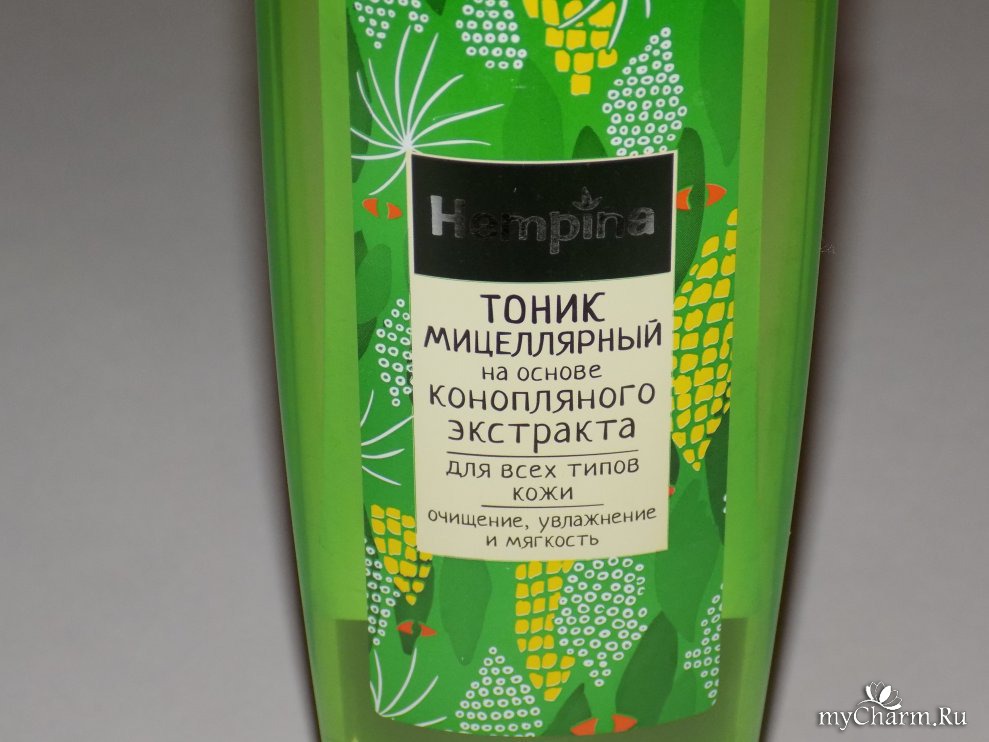 Hempina
ТОНИК
МИЦЕЛЛЯРНЫЙ
на основе
КОНОПЛЯНОГО
ЭКСТРАКТА
ДЛЯ ВСЕХ ТИПОВ
КОЖИ
ОЧИЩЕНИЕ, УВЛАЖНЕНИЕ
И МЯГКОСТЬ
myCharm.Ru